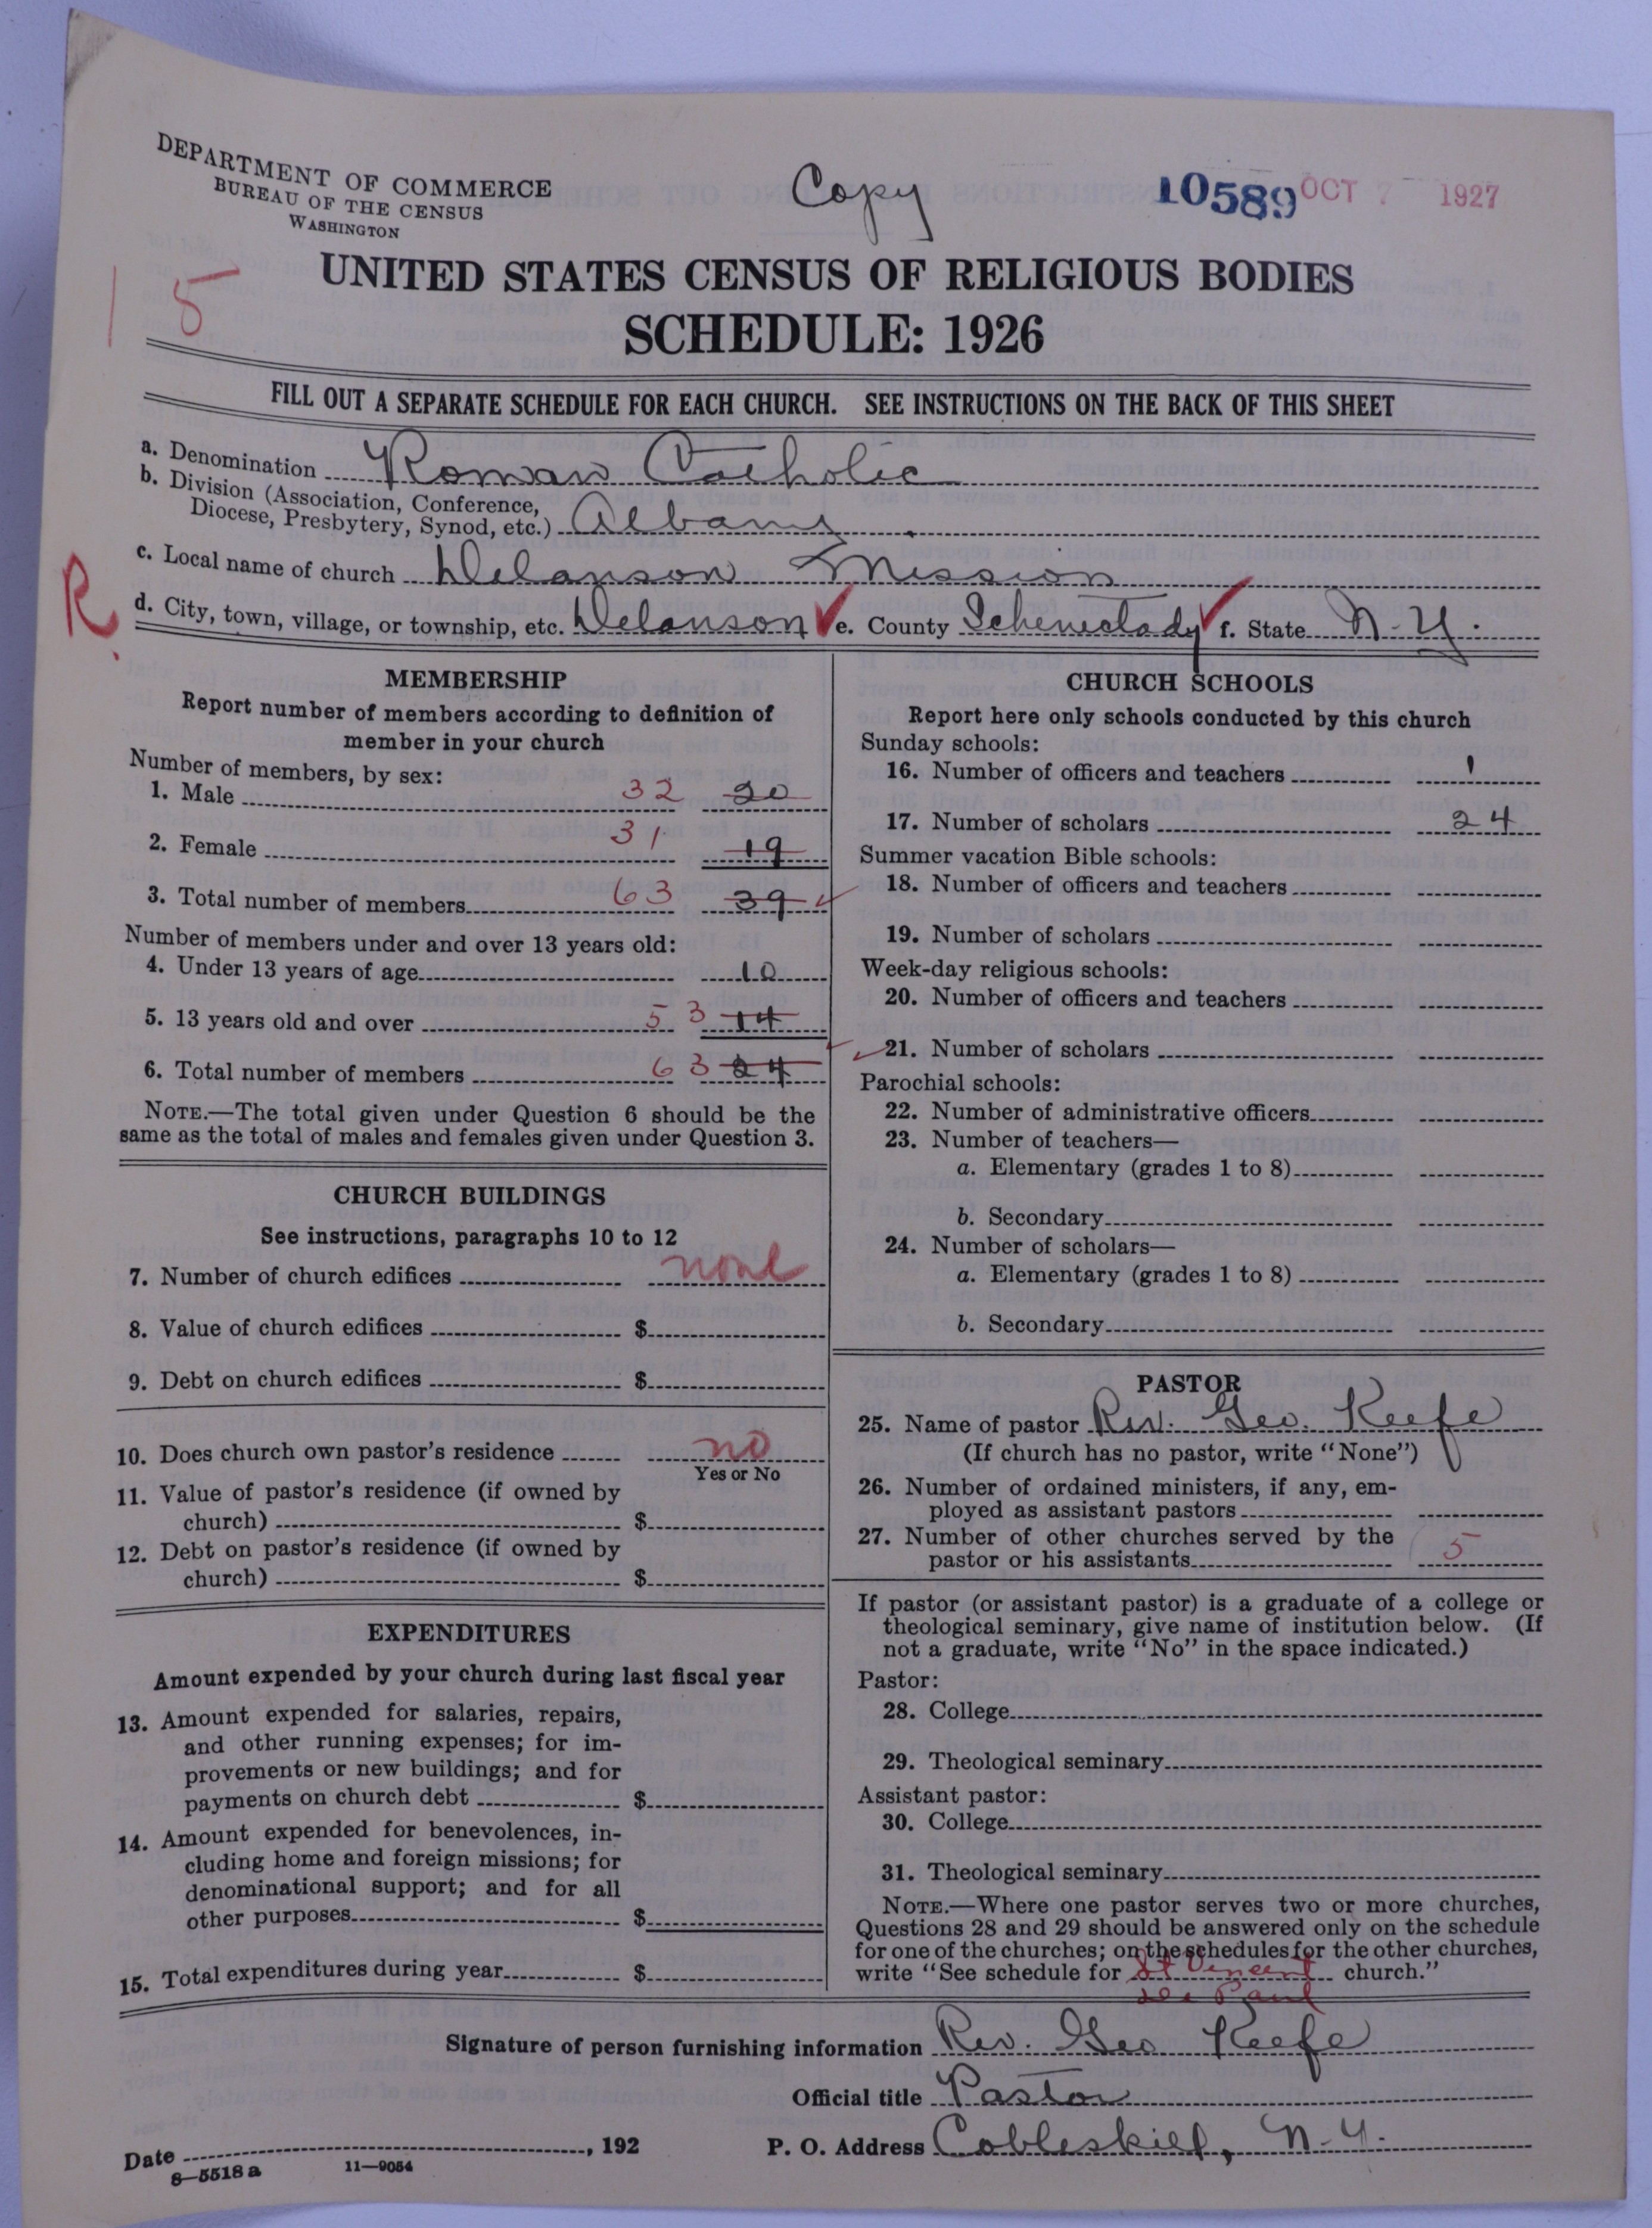 DEPARTMENT OF COMMERCE
BUREAU OF THE CENSUS
WASHINGTON
Copy
10589 OCT 7 1927
1 5
UNITED STATES CENSUS OF RELIGIOUS BODIES
SCHEDULE: 1926
FILL OUT A SEPARATE SCHEDULE FOR EACH CHURCH. SEE INSTRUCTIONS ON THE BACK OF THIS SHEET
a. Denomination Roman Catholic
b. Division (Association, Conference,
Diocese, Presbytery, Synod, etc.) Albany
c. Local name of church Delanson Mission
R
d. City, town, village, or township, etc. Delanson e. County Schenectady f. State N-Y.
MEMBERSHIP
Report number of members according to definition of
member in your church
Number of members, by sex:
1. Male 32 20
2. Female 31 19
3. Total number of members 63 39
Number of members under and over 13 years old:
4. Under 13 years of age 10
5. 13 years old and over 53 14
6. Total number of members 63 24
NOTE.—The total given under Question 6 should be the
same as the total of males and females given under Question 3.
CHURCH BUILDINGS
See instructions, paragraphs 10 to 12
7. Number of church edifices none
8. Value of church edifices $
9. Debt on church edifices $
10. Does church own pastor's residence no
Yes or No
11. Value of pastor's residence (if owned by
church) $
12. Debt on pastor's residence (if owned by
church) $
EXPENDITURES
Amount expended by your church during last fiscal year
13. Amount expended for salaries, repairs,
and other running expenses; for im-
provements or new buildings; and for
payments on church debt $
14. Amount expended for benevolences, in-
cluding home and foreign missions; for
denominational support; and for all
other purposes $
15. Total expenditures during year $
CHURCH SCHOOLS
Report here only schools conducted by this church
Sunday schools:
16. Number of officers and teachers 1
17. Number of scholars 24
Summer vacation Bible schools:
18. Number of officers and teachers
19. Number of scholars
Week-day religious schools:
20. Number of officers and teachers
21. Number of scholars
Parochial schools:
22. Number of administrative officers
23. Number of teachers—
a. Elementary (grades 1 to 8)
b. Secondary
24. Number of scholars—
a. Elementary (grades 1 to 8)
b. Secondary
PASTOR
25. Name of pastor Rev. Geo. Keefe
(If church has no pastor, write "None")
26. Number of ordained ministers, if any, em-
ployed as assistant pastors
27. Number of other churches served by the
pastor or his assistants 5
If pastor (or assistant pastor) is a graduate of a college or
theological seminary, give name of institution below. (If
not a graduate, write "No" in the space indicated.)
Pastor:
28. College
29. Theological seminary
Assistant pastor:
30. College
31. Theological seminary
NOTE.—Where one pastor serves two or more churches,
Questions 28 and 29 should be answered only on the schedule
for one of the churches; on the schedules for the other churches,
write "See schedule for St Vincent church."
de Paul
Signature of person furnishing information Rev. Geo Keefe
Official title Pastor
Date , 192 P. O. Address Cobleskill, N-Y.
8—5518 a 11—9054